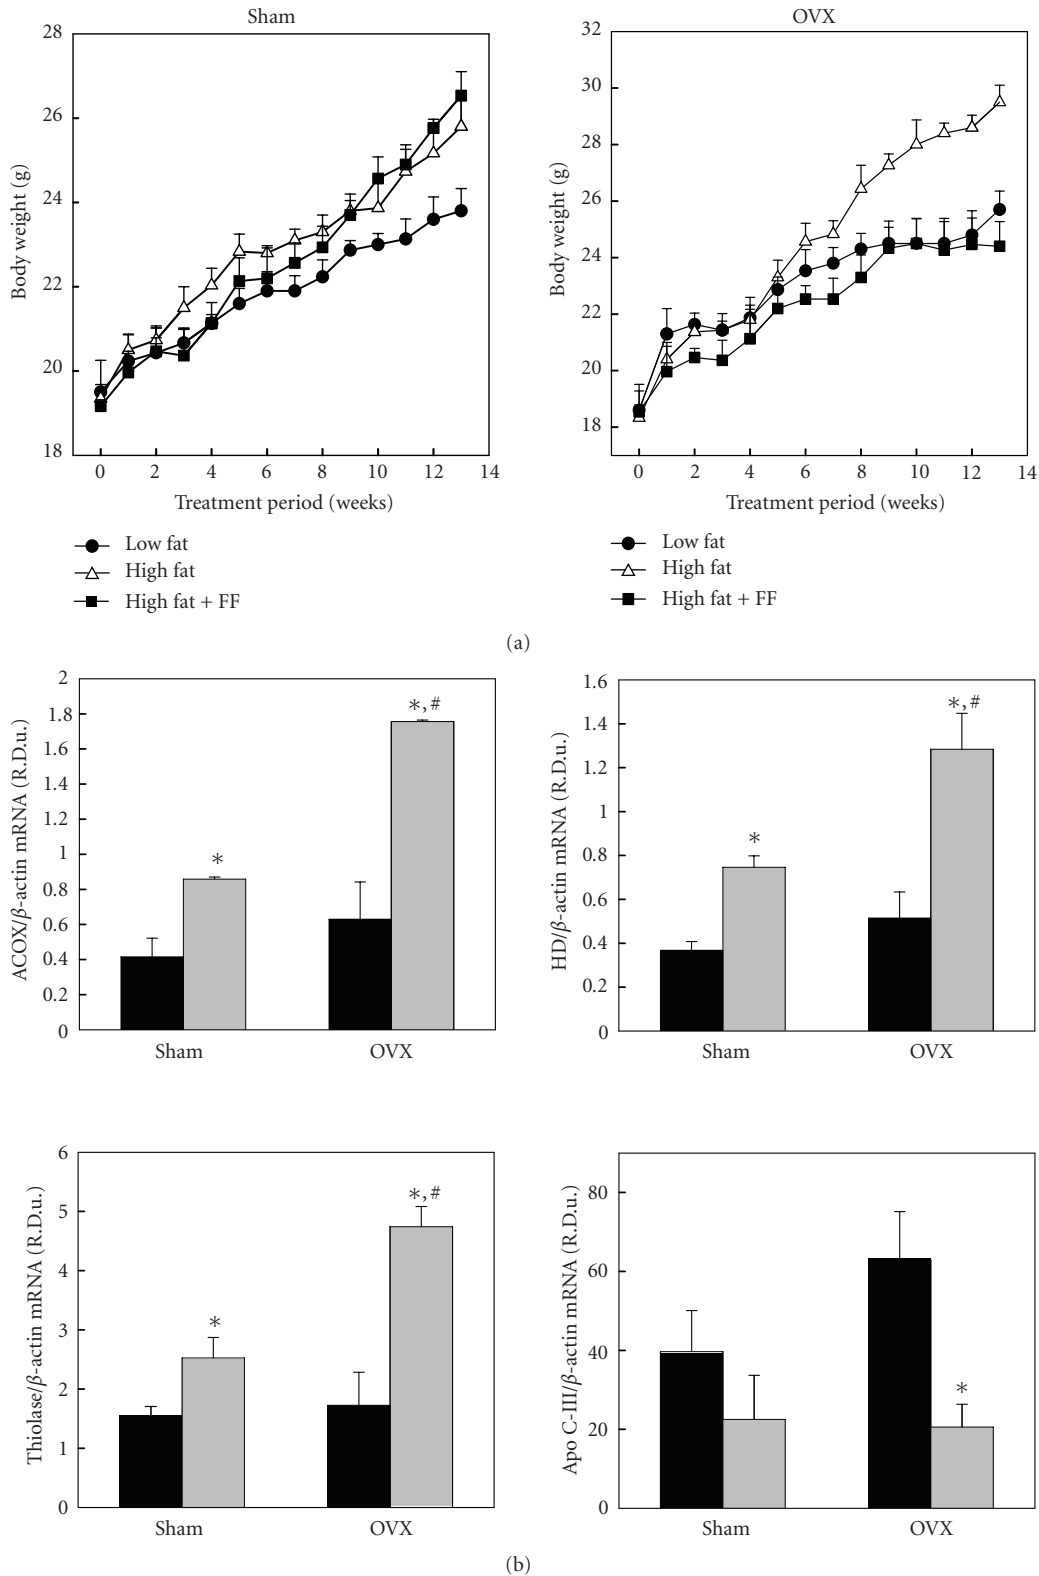 Sham
28
26
24
22
20
18
Body weight (g)
0 2 4 6 8 10 12 14
Treatment period (weeks)
Low fat
High fat
High fat + FF
OVX
32
30
28
26
24
22
20
18
Body weight (g)
0 2 4 6 8 10 12 14
Treatment period (weeks)
Low fat
High fat
High fat + FF
(a)
2
1.8
1.6
1.4
1.2
1
0.8
0.6
0.4
0.2
0
ACOX/β-actin mRNA (R.D.u.)
*
*, #
Sham OVX
1.6
1.4
1.2
1
0.8
0.6
0.4
0.2
0
HD/β-actin mRNA (R.D.u.)
*
*, #
Sham OVX
6
5
4
3
2
1
0
Thiolase/β-actin mRNA (R.D.u.)
*
*, #
Sham OVX
80
60
40
20
0
Apo C-III/β-actin mRNA (R.D.u.)
*
Sham OVX
(b)